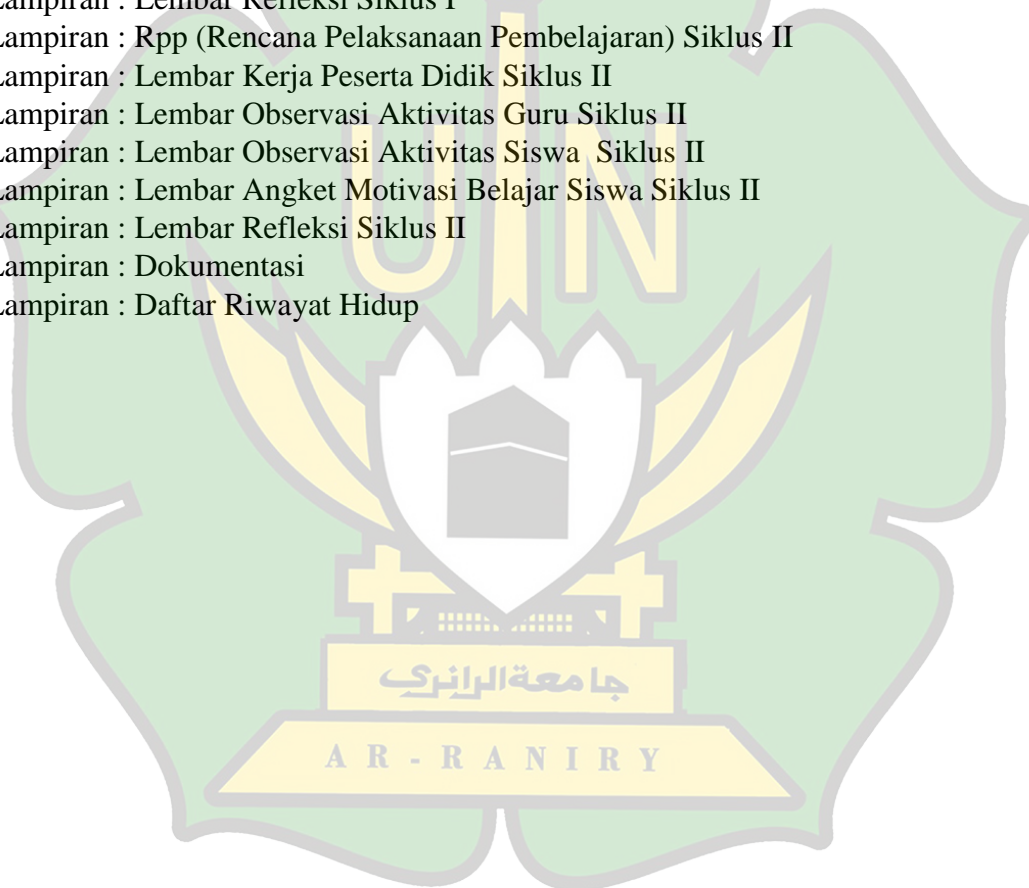 Lampiran : Lembar Refleksi Siklus I
Lampiran : Rpp (Rencana Pelaksanaan Pembelajaran) Siklus II
Lampiran : Lembar Kerja Peserta Didik Siklus II
Lampiran : Lembar Observasi Aktivitas Guru Siklus II
Lampiran : Lembar Observasi Aktivitas Siswa  Siklus II
Lampiran : Lembar Angket Motivasi Belajar Siswa Siklus II
Lampiran : Lembar Refleksi Siklus II
Lampiran : Dokumentasi
Lampiran : Daftar Riwayat Hidup
UIN
جامعةالرانري
AR-RANIRY